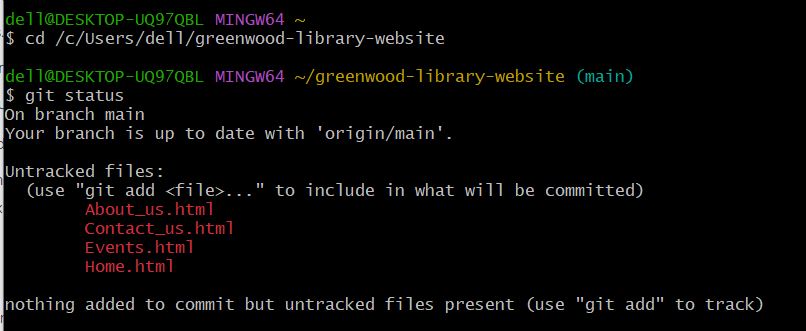 dell@DESKTOP-UQ97QBL MINGW64 ~
$ cd /c/Users/dell/greenwood-library-website
dell@DESKTOP-UQ97QBL MINGW64 ~/greenwood-library-website (main)
$ git status
On branch main
Your branch is up to date with 'origin/main'.
Untracked files:
(use "git add <file>..." to include in what will be committed)
About_us.html
Contact_us.html
Events.html
Home.html
nothing added to commit but untracked files present (use "git add" to track)